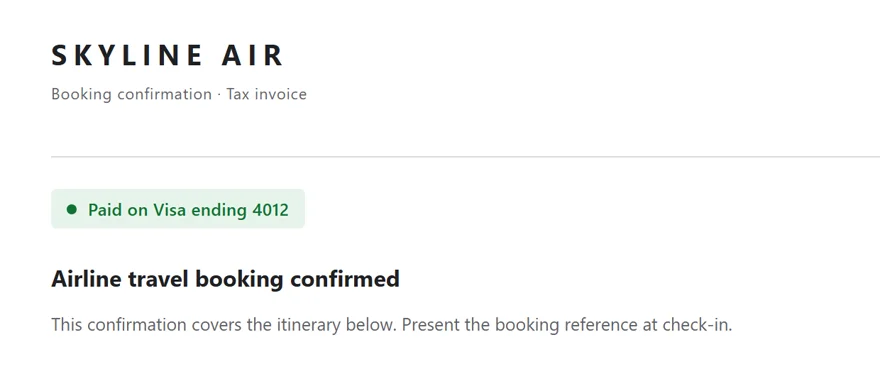 SKYLINE AIR
Booking confirmation · Tax invoice
Paid on Visa ending 4012
Airline travel booking confirmed
This confirmation covers the itinerary below. Present the booking reference at check-in.